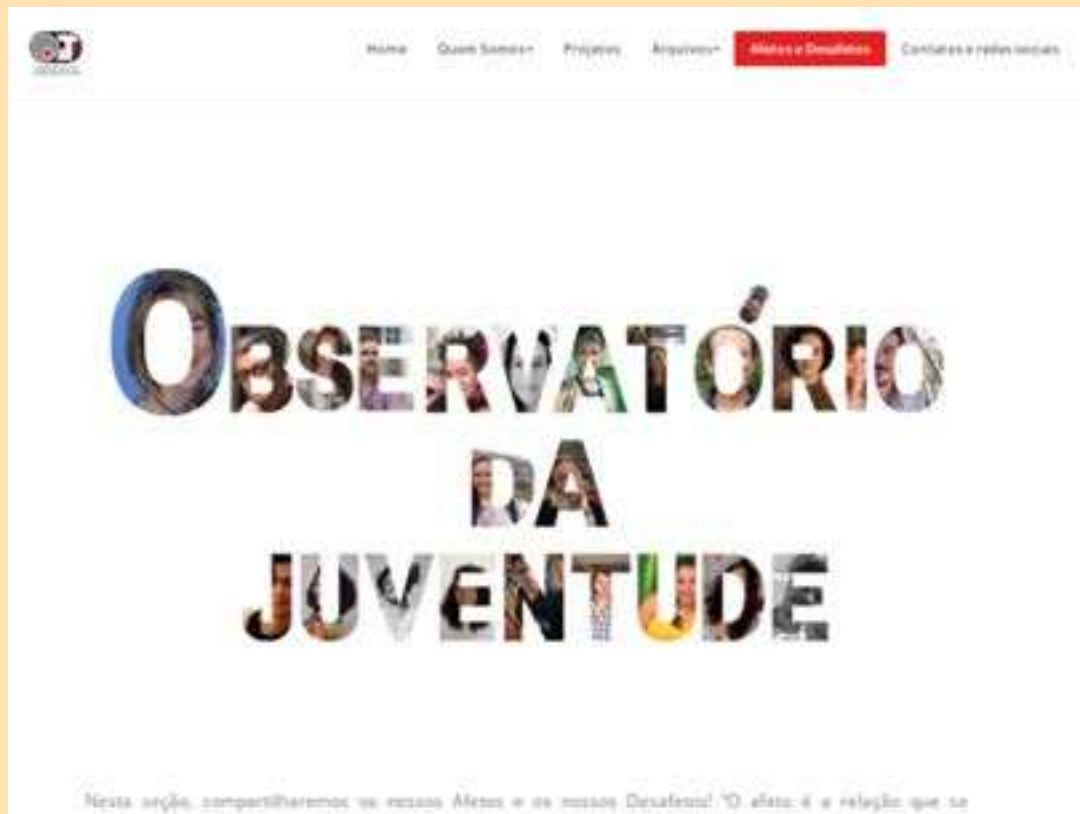 Home Quem Somos Projetos Arquivos Afetos e Desafetos Contatos e redes sociais
OBSERVATÓRIO
DA
JUVENTUDE
Nesta seção, compartilharemos os nossos Afetos e os nossos Desafetos! "O afeto é a relação que se